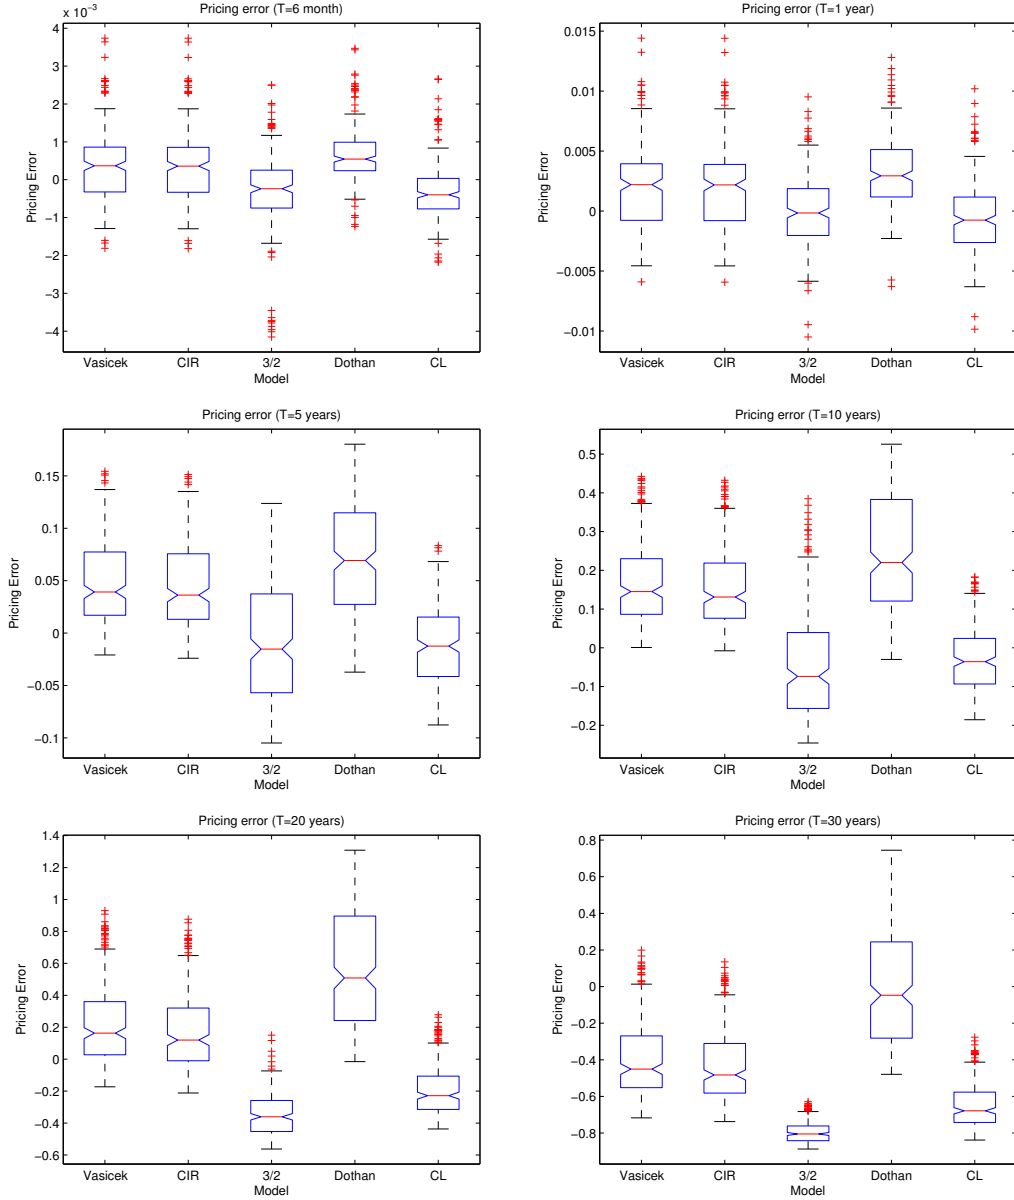 Pricing error (T=6 month)
x 10⁻³
4
3
2
1
0
−1
−2
−3
−4
Pricing Error
Vasicek CIR 3/2 Dothan CL
Model
Pricing error (T=1 year)
0.015
0.01
0.005
0
−0.005
−0.01
Pricing Error
Vasicek CIR 3/2 Dothan CL
Model
Pricing error (T=5 years)
0.15
0.1
0.05
0
−0.05
−0.1
Pricing Error
Vasicek CIR 3/2 Dothan CL
Model
Pricing error (T=10 years)
0.5
0.4
0.3
0.2
0.1
0
−0.1
−0.2
Pricing Error
Vasicek CIR 3/2 Dothan CL
Model
Pricing error (T=20 years)
1.4
1.2
1
0.8
0.6
0.4
0.2
0
−0.2
−0.4
−0.6
Pricing Error
Vasicek CIR 3/2 Dothan CL
Model
Pricing error (T=30 years)
0.8
0.6
0.4
0.2
0
−0.2
−0.4
−0.6
−0.8
Pricing Error
Vasicek CIR 3/2 Dothan CL
Model